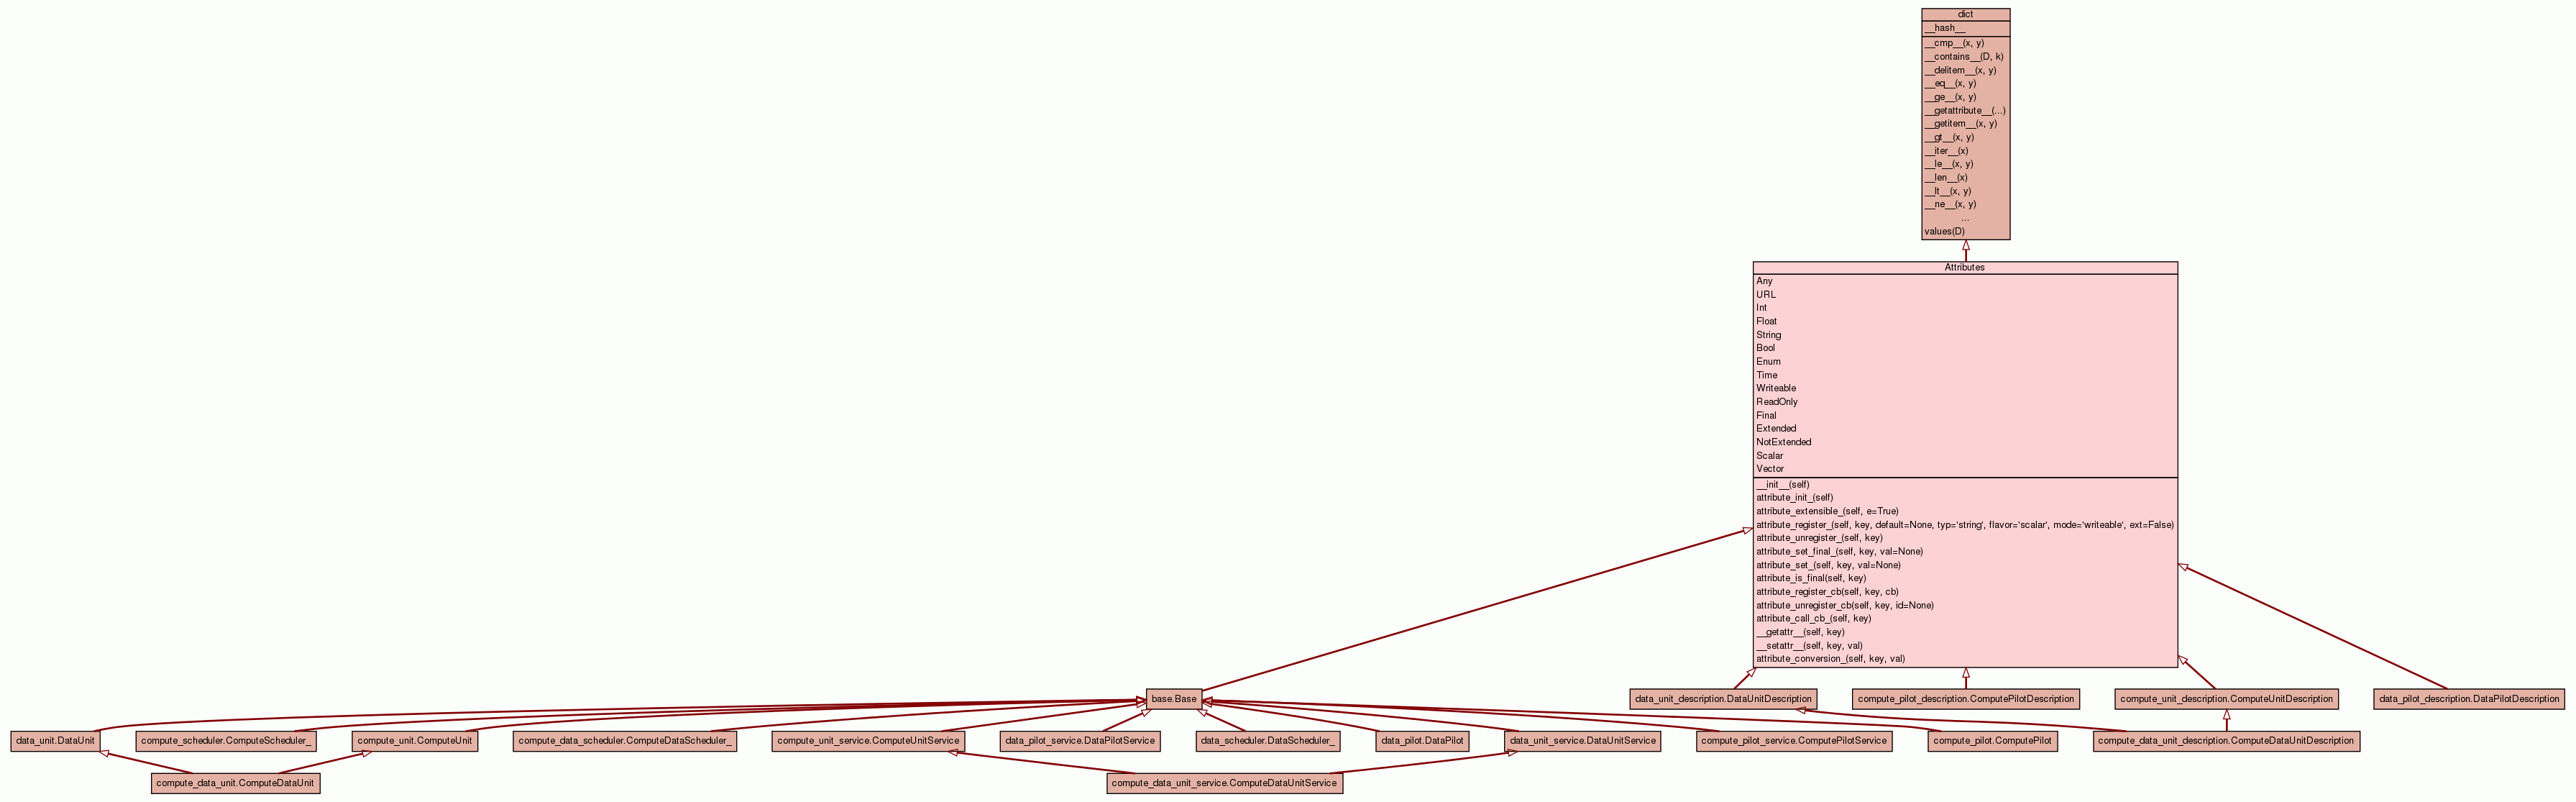 dict
__hash__
__cmp__(x, y)
__contains__(D, k)
__delitem__(x, y)
__eq__(x, y)
__ge__(x, y)
__getattribute__(...)
__getitem__(x, y)
__gt__(x, y)
__iter__(x)
__le__(x, y)
__len__(x)
__lt__(x, y)
__ne__(x, y)
...
values(D)
Attributes
Any
URL
Int
Float
String
Bool
Enum
Time
Writeable
ReadOnly
Final
Extended
NotExtended
Scalar
Vector
__init__(self)
attribute_init_(self)
attribute_extensible_(self, e=True)
attribute_register_(self, key, default=None, typ='string', flavor='scalar', mode='writeable', ext=False)
attribute_unregister_(self, key)
attribute_set_final_(self, key, val=None)
attribute_set_(self, key, val=None)
attribute_is_final(self, key)
attribute_register_cb(self, key, cb)
attribute_unregister_cb(self, key, id=None)
attribute_call_cb_(self, key)
__getattr__(self, key)
__setattr__(self, key, val)
attribute_conversion_(self, key, val)
base.Base
data_unit_description.DataUnitDescription
compute_pilot_description.ComputePilotDescription
compute_unit_description.ComputeUnitDescription
data_pilot_description.DataPilotDescription
data_unit.DataUnit
compute_scheduler.ComputeScheduler_
compute_unit.ComputeUnit
compute_data_scheduler.ComputeDataScheduler_
compute_unit_service.ComputeUnitService
data_pilot_service.DataPilotService
data_scheduler.DataScheduler_
data_pilot.DataPilot
data_unit_service.DataUnitService
compute_pilot_service.ComputePilotService
compute_pilot.ComputePilot
compute_data_unit_description.ComputeDataUnitDescription
compute_data_unit.ComputeDataUnit
compute_data_unit_service.ComputeDataUnitService